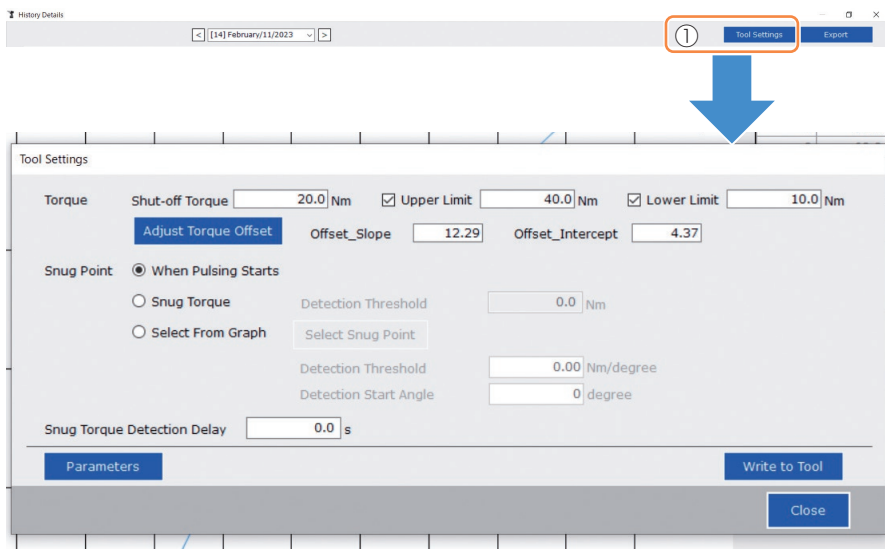 History Details
< [14] February/11/2023 >
① Tool Settings Export
Tool Settings
Torque Shut-off Torque 20.0 Nm Upper Limit 40.0 Nm Lower Limit 10.0 Nm
Adjust Torque Offset Offset_Slope 12.29 Offset_Intercept 4.37
Snug Point When Pulsing Starts
Snug Torque Detection Threshold 0.0 Nm
Select From Graph Select Snug Point
Detection Threshold 0.00 Nm/degree
Detection Start Angle 0 degree
Snug Torque Detection Delay 0.0 s
Parameters Write to Tool
Close